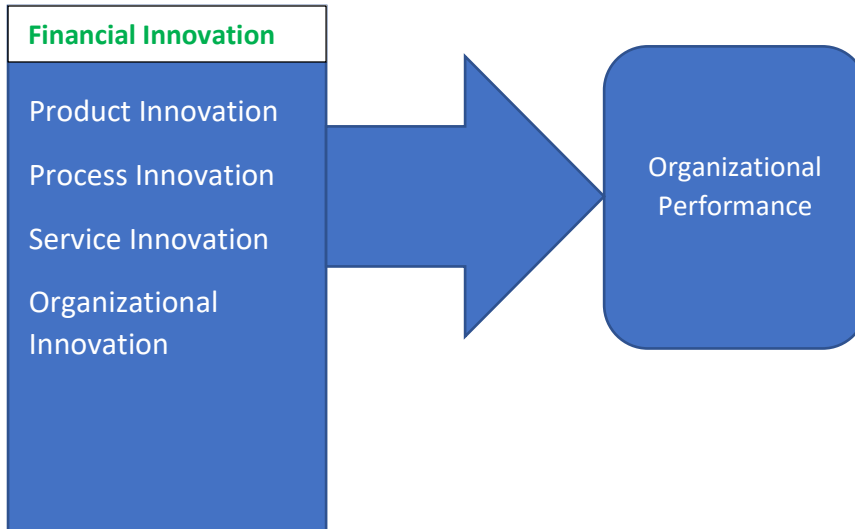 Financial Innovation
Product Innovation
Process Innovation
Service Innovation
Organizational
Innovation
Organizational
Performance